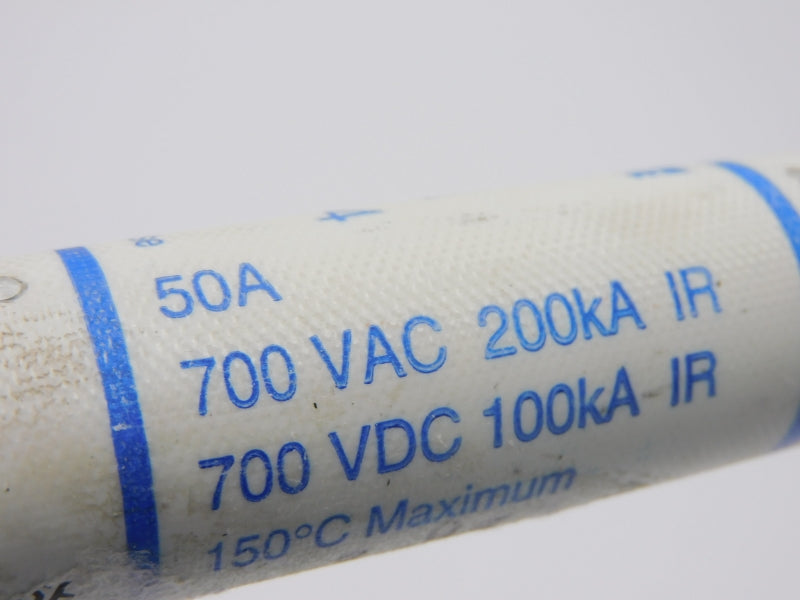 50A
700 VAC 200kA IR
700 VDC 100kA IR
150°C Maximum